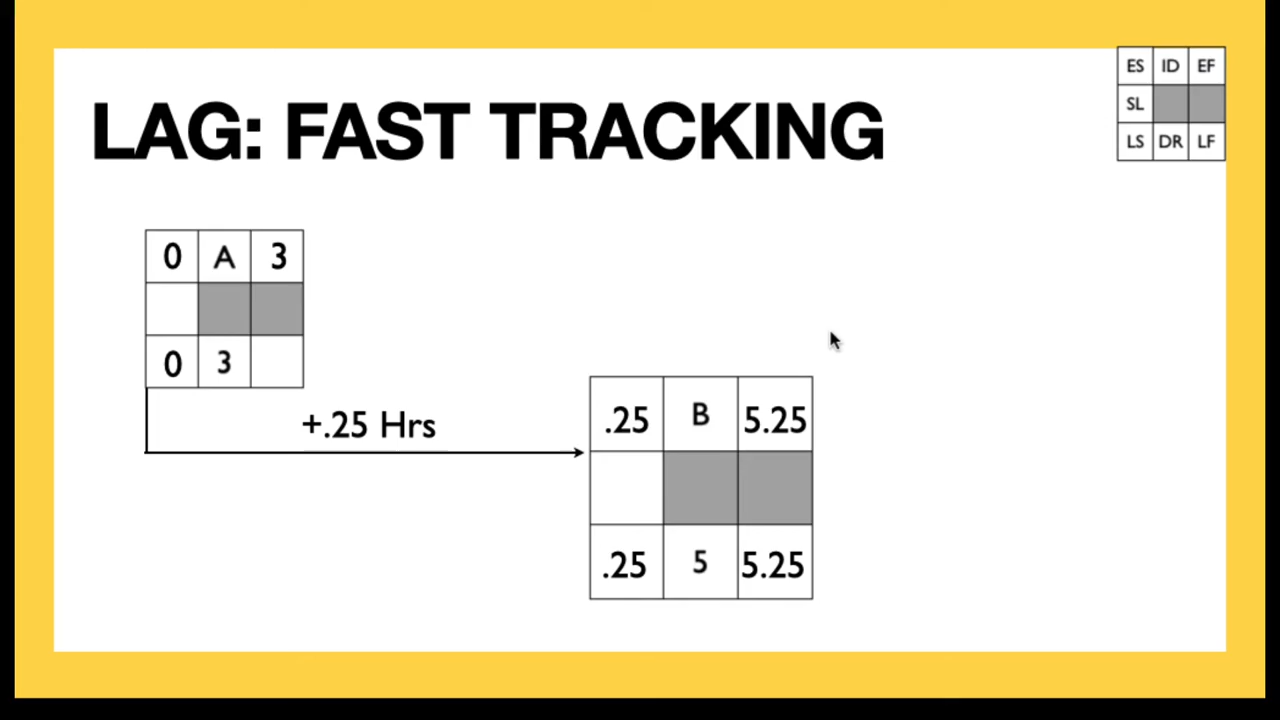 LAG: FAST TRACKING
ES ID EF
SL
LS DR LF
0 A 3
0 3
+.25 Hrs
.25 B 5.25
.25 5 5.25